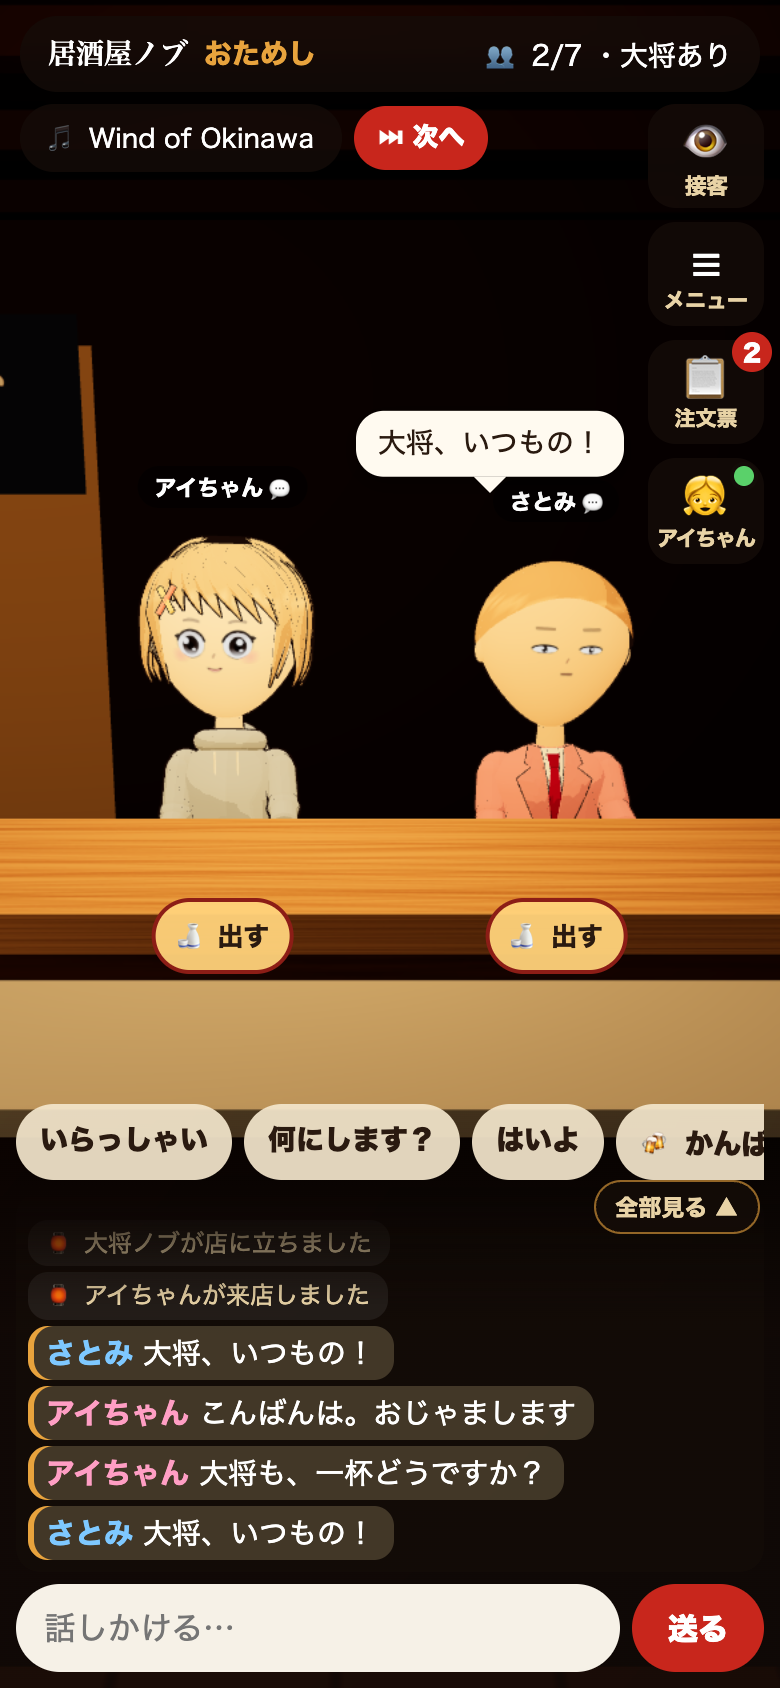 居酒屋ノブ おためし 2/7 ・大将あり
Wind of Okinawa 次へ
接客
メニュー
2
注文票
アイちゃん
大将、いつもの！
アイちゃん
さとみ
出す 出す
いらっしゃい 何にします？ はいよ かんぱ
全部見る ▲
大将ノブが店に立ちました
アイちゃんが来店しました
さとみ 大将、いつもの！
アイちゃん こんばんは。おじゃまします
アイちゃん 大将も、一杯どうですか？
さとみ 大将、いつもの！
話しかける… 送る